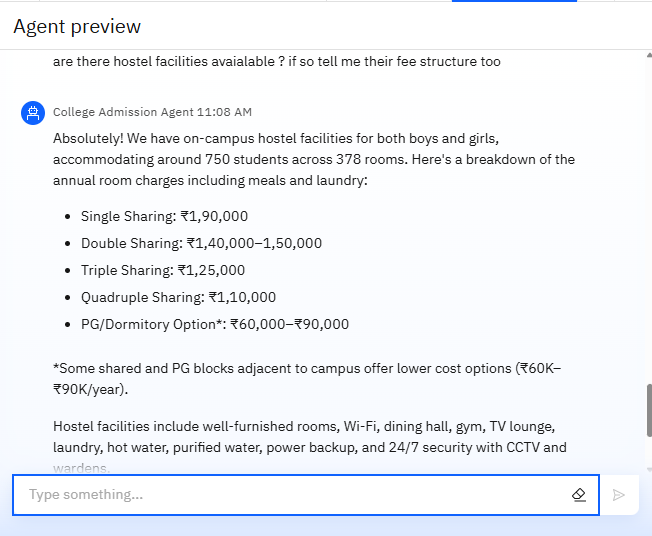 Agent preview
are there hostel facilities avaialable ? if so tell me their fee structure too
College Admission Agent 11:08 AM
Absolutely! We have on-campus hostel facilities for both boys and girls,
accommodating around 750 students across 378 rooms. Here's a breakdown of the
annual room charges including meals and laundry:
• Single Sharing: ₹1,90,000
• Double Sharing: ₹1,40,000–1,50,000
• Triple Sharing: ₹1,25,000
• Quadruple Sharing: ₹1,10,000
• PG/Dormitory Option*: ₹60,000–₹90,000
*Some shared and PG blocks adjacent to campus offer lower cost options (₹60K–
₹90K/year).
Hostel facilities include well-furnished rooms, Wi-Fi, dining hall, gym, TV lounge,
laundry, hot water, purified water, power backup, and 24/7 security with CCTV and
wardens.
Type something...